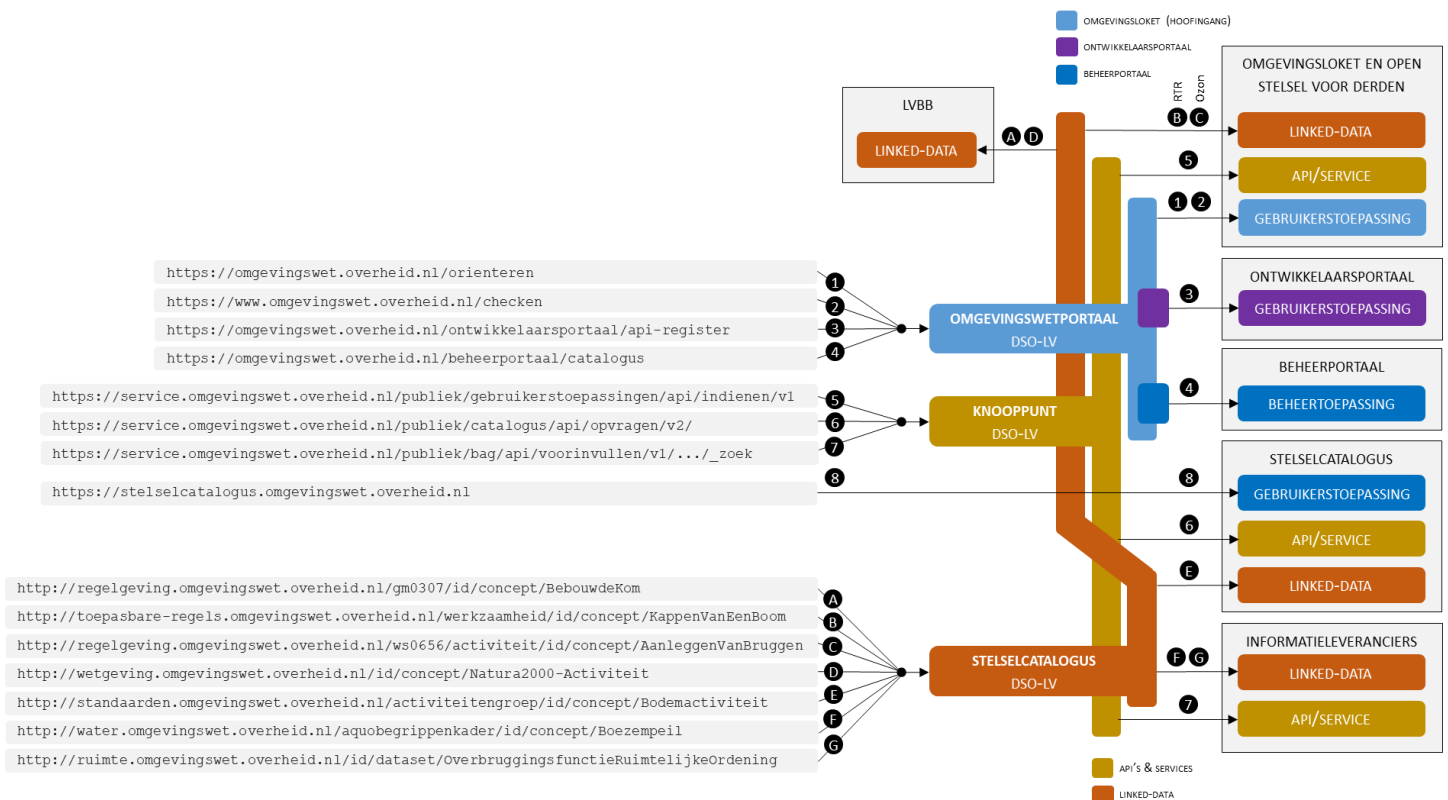 OMGEVINGSLOKET (HOOFINGANG)
ONTWIKKELAARSPORTAAL
BEHEERPORTAAL
RTR
Ozon
OMGEVINGSLOKET EN OPEN
STELSEL VOOR DERDEN
LVBB
LINKED-DATA
A D
B C
LINKED-DATA
5
API/SERVICE
1 2
GEBRUIKERSTOEPASSING
https://omgevingswet.overheid.nl/orienteren
1
https://www.omgevingswet.overheid.nl/checken
2
https://omgevingswet.overheid.nl/ontwikkelaarsportaal/api-register
3
https://omgevingswet.overheid.nl/beheerportaal/catalogus
4
OMGEVINGSWETPORTAAL
DSO-LV
3
ONTWIKKELAARSPORTAAL
GEBRUIKERSTOEPASSING
4
BEHEERPORTAAL
BEHEERTOEPASSING
https://service.omgevingswet.overheid.nl/publiek/gebruikerstoepassingen/api/indienen/v1
5
https://service.omgevingswet.overheid.nl/publiek/catalogus/api/opvragen/v2/
6
https://service.omgevingswet.overheid.nl/publiek/bag/api/voorinvullen/v1/.../_zoek
7
KNOOPPUNT
DSO-LV
https://stelselcatalogus.omgevingswet.overheid.nl
8
8
STELSELCATALOGUS
GEBRUIKERSTOEPASSING
6
API/SERVICE
E
LINKED-DATA
http://regelgeving.omgevingswet.overheid.nl/gm0307/id/concept/BebouwdeKom
A
http://toepasbare-regels.omgevingswet.overheid.nl/werkzaamheid/id/concept/KappenVanEenBoom
B
http://regelgeving.omgevingswet.overheid.nl/ws0656/activiteit/id/concept/AanleggenVanBruggen
C
http://wetgeving.omgevingswet.overheid.nl/id/concept/Natura2000-Activiteit
D
http://standaarden.omgevingswet.overheid.nl/activiteitengroep/id/concept/Bodemactiviteit
E
http://water.omgevingswet.overheid.nl/aquobegrippenkader/id/concept/Boezempeil
F
http://ruimte.omgevingswet.overheid.nl/id/dataset/OverbruggingsfunctieRuimtelijkeOrdening
G
STELSELCATALOGUS
DSO-LV
F G
INFORMATIELEVERANCIERS
LINKED-DATA
7
API/SERVICE
API'S & SERVICES
LINKED-DATA